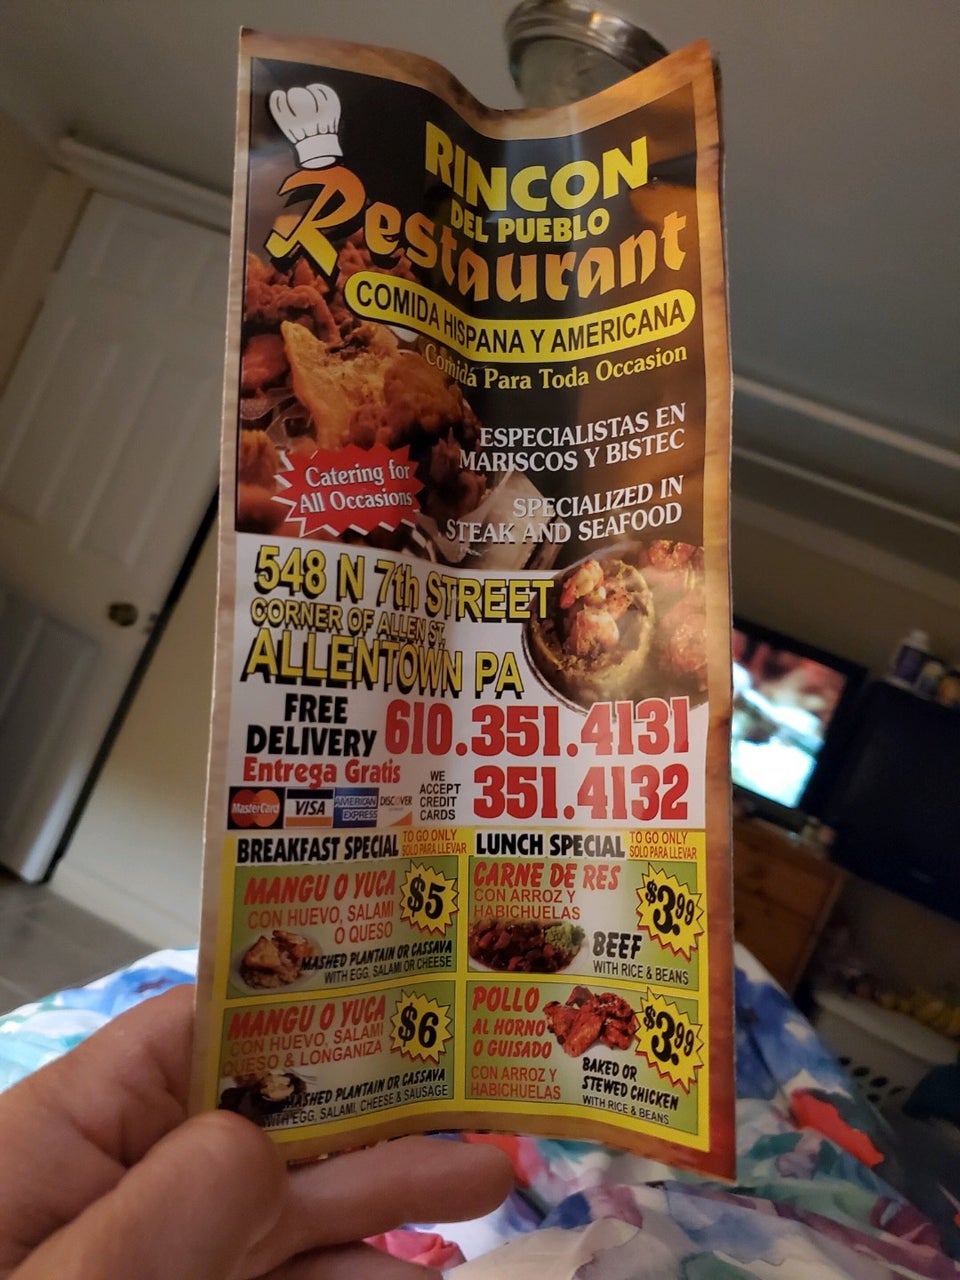 RINCON
DEL PUEBLO
Restaurant
COMIDA HISPANA Y AMERICANA
Comida Para Toda Occasion
ESPECIALISTAS EN
MARISCOS Y BISTEC
Catering for
All Occasions
SPECIALIZED IN
STEAK AND SEAFOOD
548 N 7th STREET
CORNER OF ALLEN ST.
ALLENTOWN PA
FREE
DELIVERY
Entrega Gratis
610.351.4131
351.4132
MasterCard
VISA
AMERICAN
EXPRESS
DISCOVER
WE
ACCEPT
CREDIT
CARDS
BREAKFAST SPECIAL
TO GO ONLY
SOLO PARA LLEVAR
MANGU O YUCA
CON HUEVO, SALAMI
O QUESO
$5
MASHED PLANTAIN OR CASSAVA
WITH EGG, SALAMI OR CHEESE
MANGU O YUCA
CON HUEVO, SALAMI
QUESO & LONGANIZA
$6
MASHED PLANTAIN OR CASSAVA
WITH EGG, SALAMI, CHEESE & SAUSAGE
LUNCH SPECIAL
TO GO ONLY
SOLO PARA LLEVAR
CARNE DE RES
CON ARROZ Y
HABICHUELAS
$3.99
BEEF
WITH RICE & BEANS
POLLO
AL HORNO
O GUISADO
CON ARROZ Y
HABICHUELAS
$3.99
BAKED OR
STEWED CHICKEN
WITH RICE & BEANS